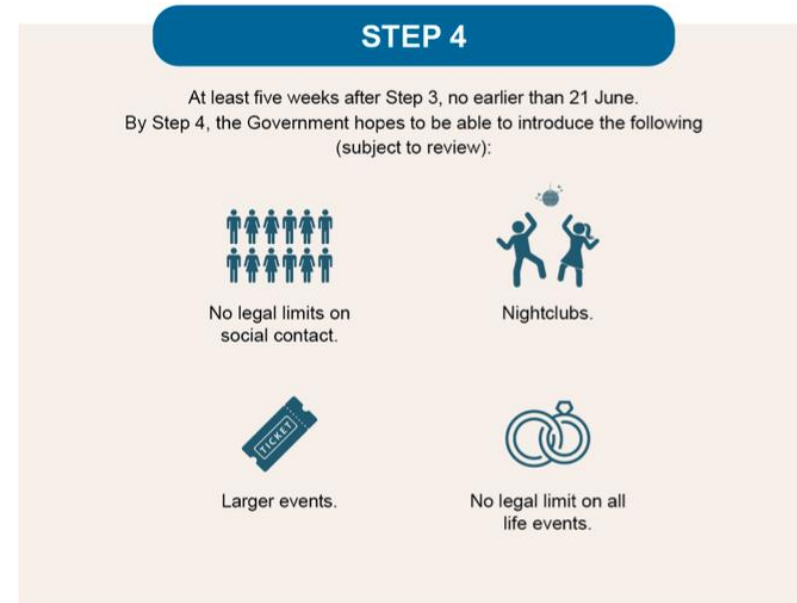 STEP 4
At least five weeks after Step 3, no earlier than 21 June.
By Step 4, the Government hopes to be able to introduce the following
(subject to review):
No legal limits on
social contact.
Nightclubs.
TICKET
Larger events.
No legal limit on all
life events.